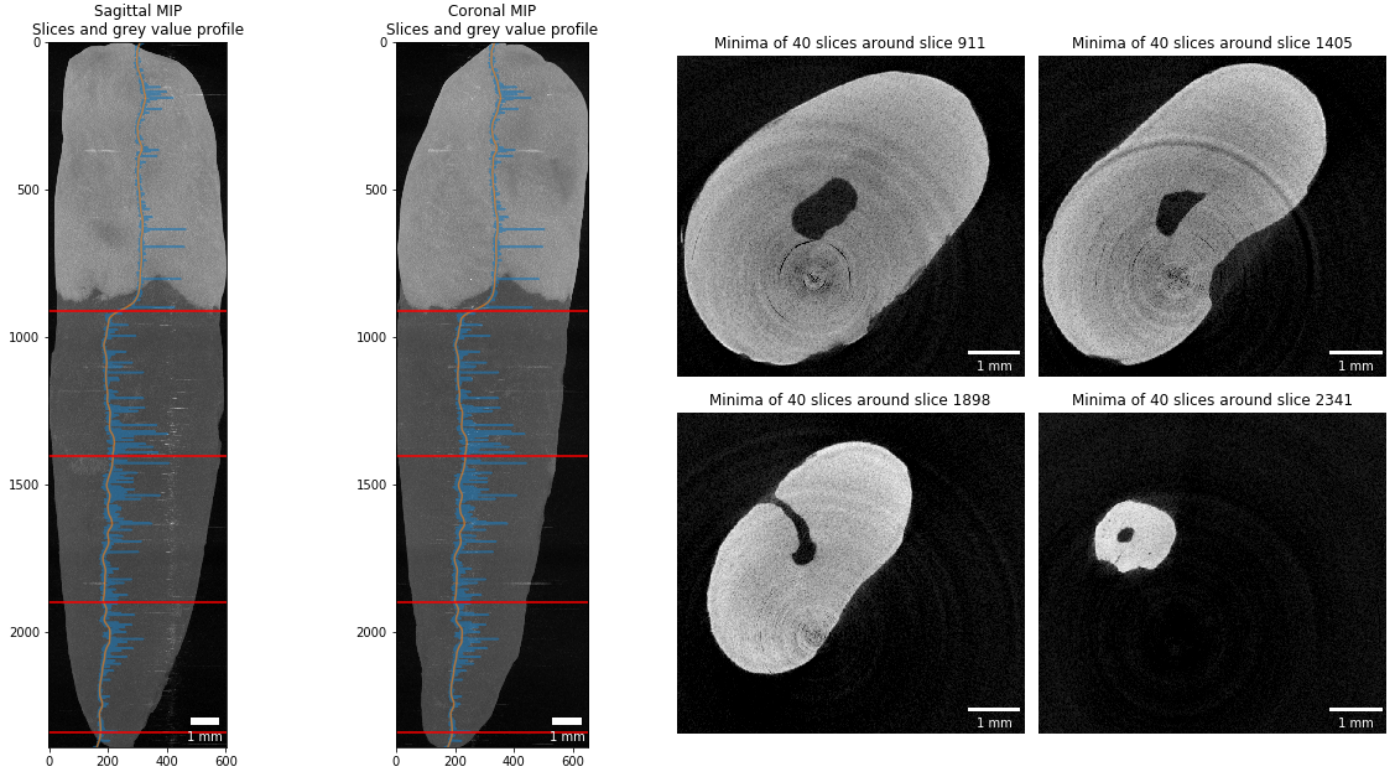 Sagittal MIP
Slices and grey value profile
0
500
1000
1500
2000
0 200 400 600
1 mm
Coronal MIP
Slices and grey value profile
0
500
1000
1500
2000
0 200 400 600
1 mm
Minima of 40 slices around slice 911
1 mm
Minima of 40 slices around slice 1405
1 mm
Minima of 40 slices around slice 1898
1 mm
Minima of 40 slices around slice 2341
1 mm